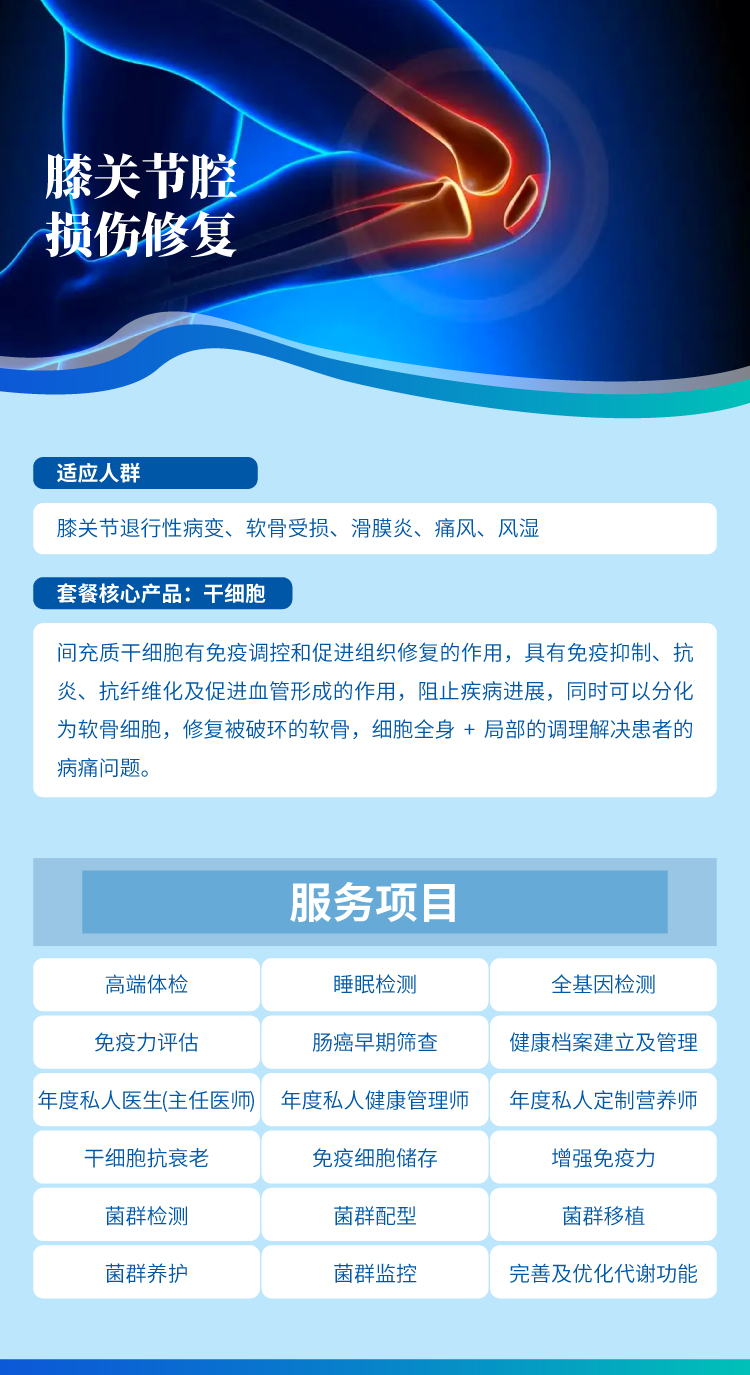 膝关节腔
损伤修复
适应人群
膝关节退行性病变、软骨受损、滑膜炎、痛风、风湿
套餐核心产品：干细胞
间充质干细胞有免疫调控和促进组织修复的作用，具有免疫抑制、抗
炎、抗纤维化及促进血管形成的作用，阻止疾病进展，同时可以分化
为软骨细胞，修复被破环的软骨，细胞全身 + 局部的调理解决患者的
病痛问题。
服务项目
高端体检 睡眠检测 全基因检测
免疫力评估 肠癌早期筛查 健康档案建立及管理
年度私人医生(主任医师) 年度私人健康管理师 年度私人定制营养师
干细胞抗衰老 免疫细胞储存 增强免疫力
菌群检测 菌群配型 菌群移植
菌群养护 菌群监控 完善及优化代谢功能